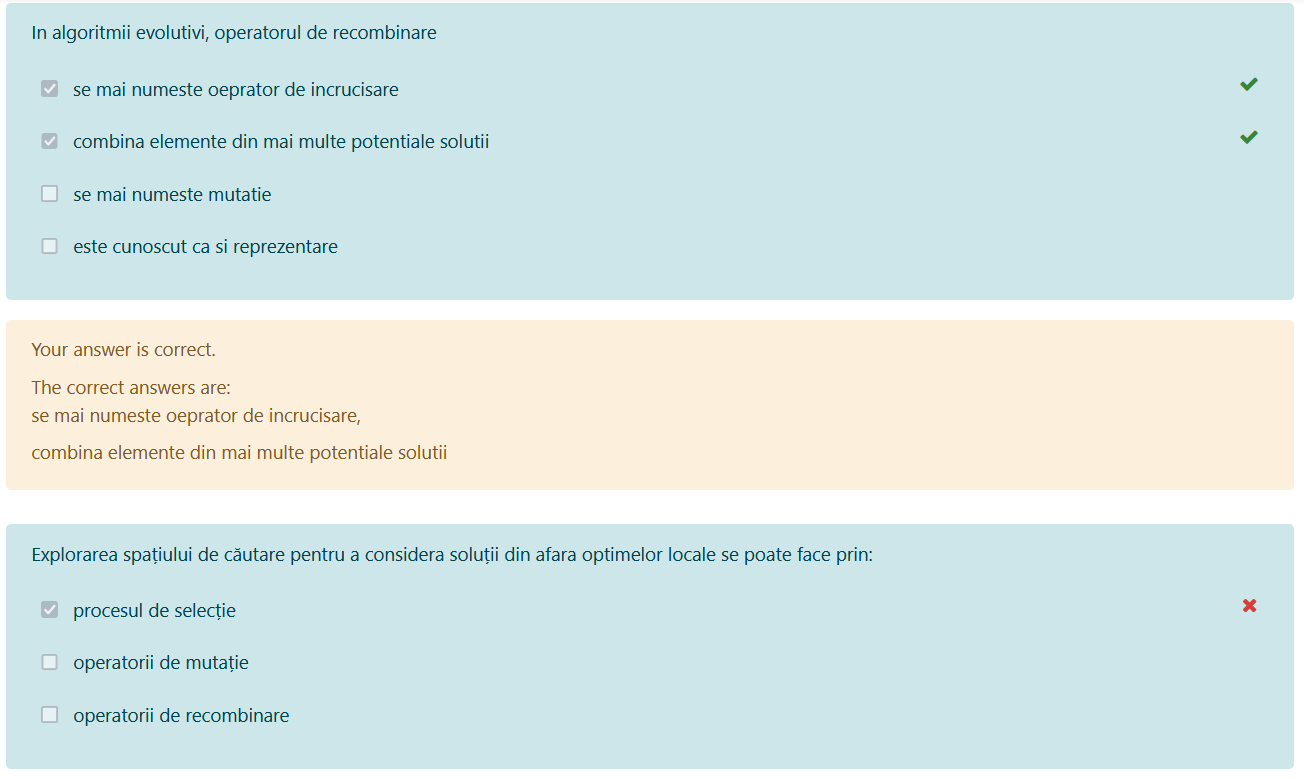 In algoritmii evolutivi, operatorul de recombinare
se mai numeste oeprator de incrucisare
combina elemente din mai multe potentiale solutii
se mai numeste mutatie
este cunoscut ca si reprezentare
Your answer is correct.
The correct answers are:
se mai numeste oeprator de incrucisare,
combina elemente din mai multe potentiale solutii
Explorarea spațiului de căutare pentru a considera soluții din afara optimelor locale se poate face prin:
procesul de selecție
operatorii de mutație
operatorii de recombinare